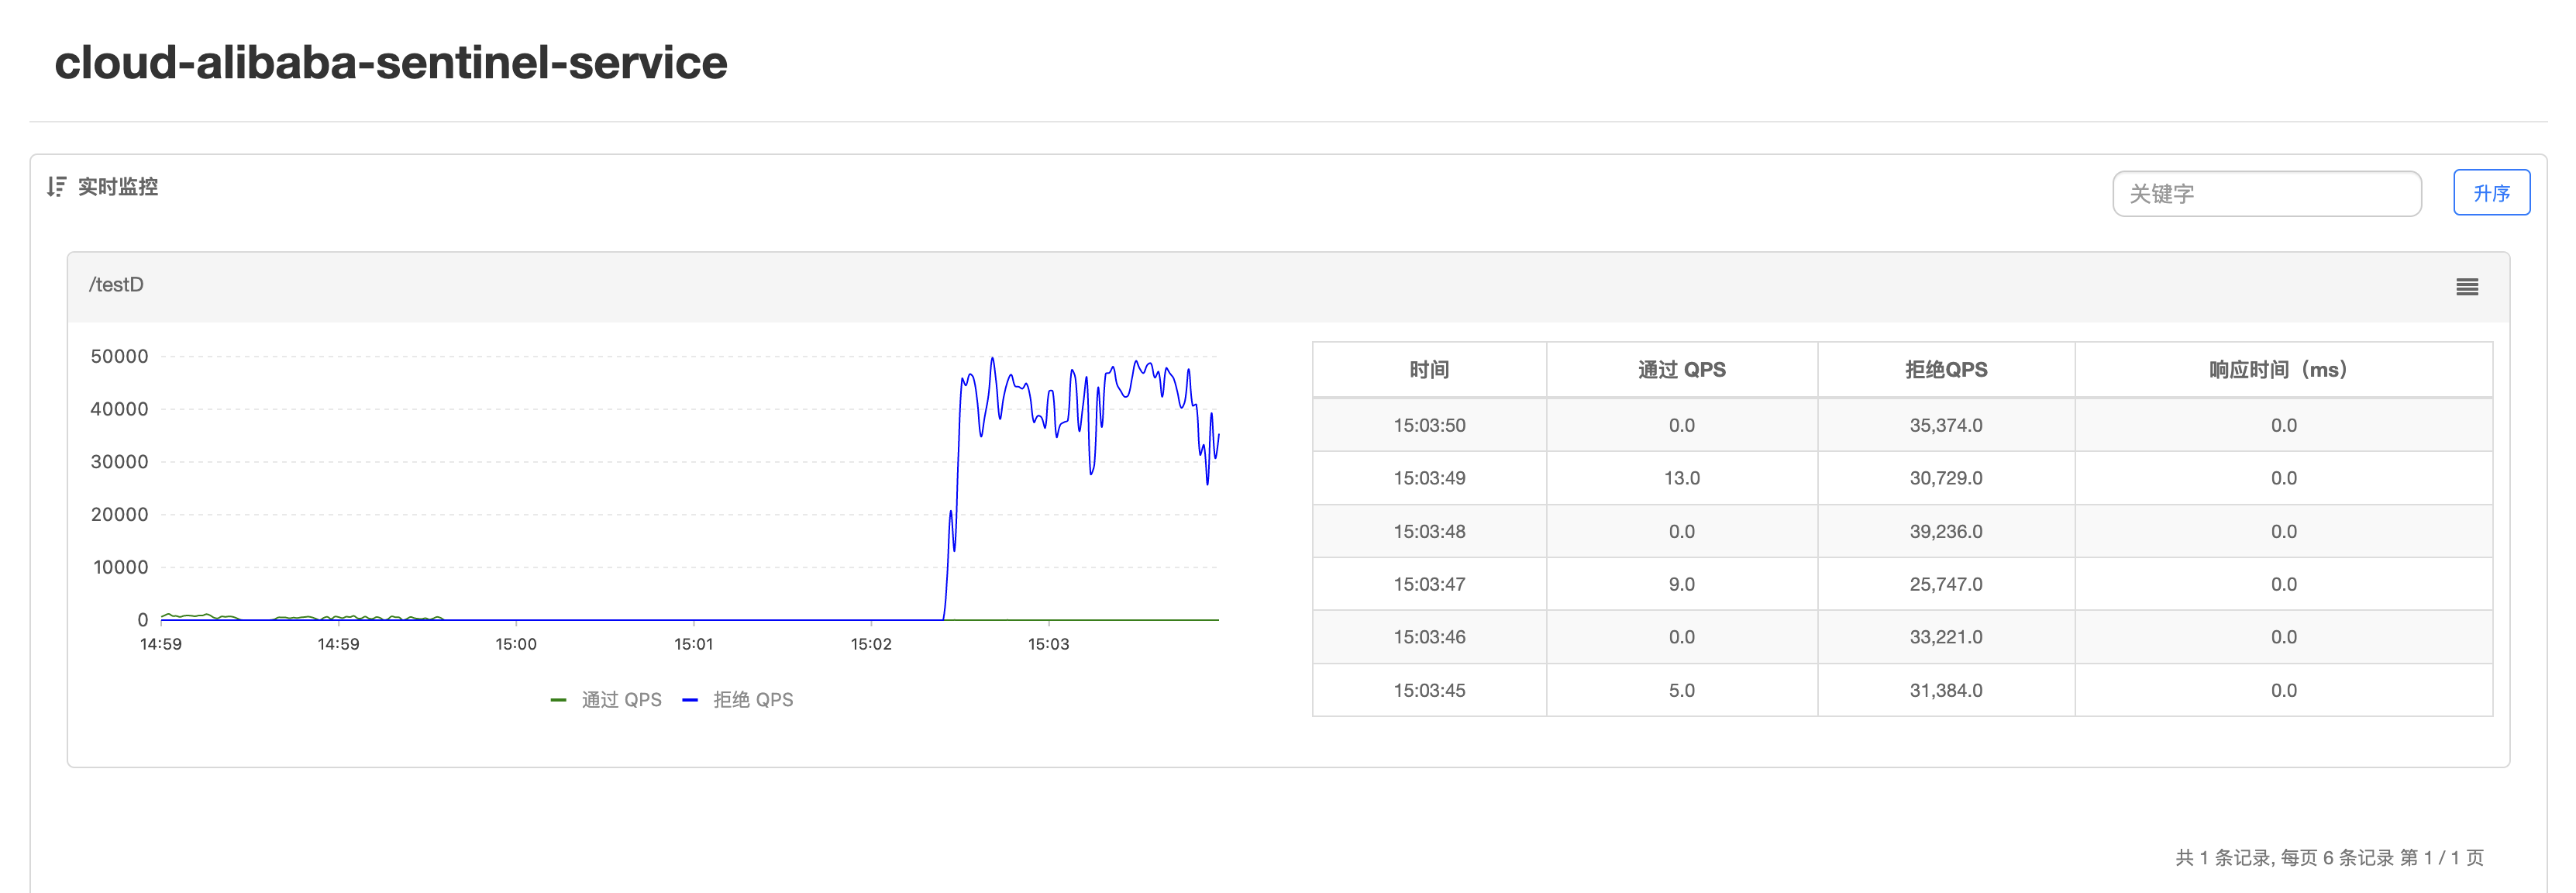 cloud-alibaba-sentinel-service
实时监控
关键字
升序
/testD
50000
40000
30000
20000
10000
0
14:59 14:59 15:00 15:01 15:02 15:03
通过 QPS 拒绝 QPS
时间 通过 QPS 拒绝QPS 响应时间（ms）
15:03:50 0.0 35,374.0 0.0
15:03:49 13.0 30,729.0 0.0
15:03:48 0.0 39,236.0 0.0
15:03:47 9.0 25,747.0 0.0
15:03:46 0.0 33,221.0 0.0
15:03:45 5.0 31,384.0 0.0
共 1 条记录, 每页 6 条记录 第 1 / 1 页